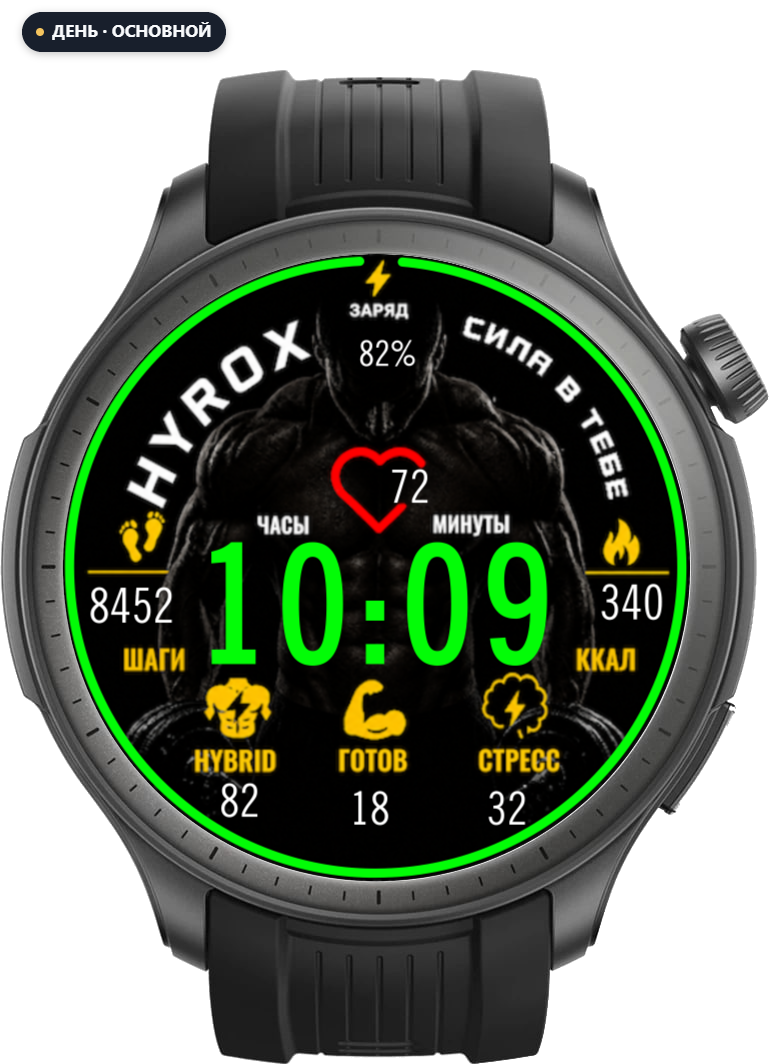 ДЕНЬ · ОСНОВНОЙ
ЗАРЯД
82%
HYROX
СИЛА В ТЕБЕ
72
ЧАСЫ
МИНУТЫ
10:09
8452
340
ШАГИ
ККАЛ
HYBRID
ГОТОВ
СТРЕСС
82
18
32